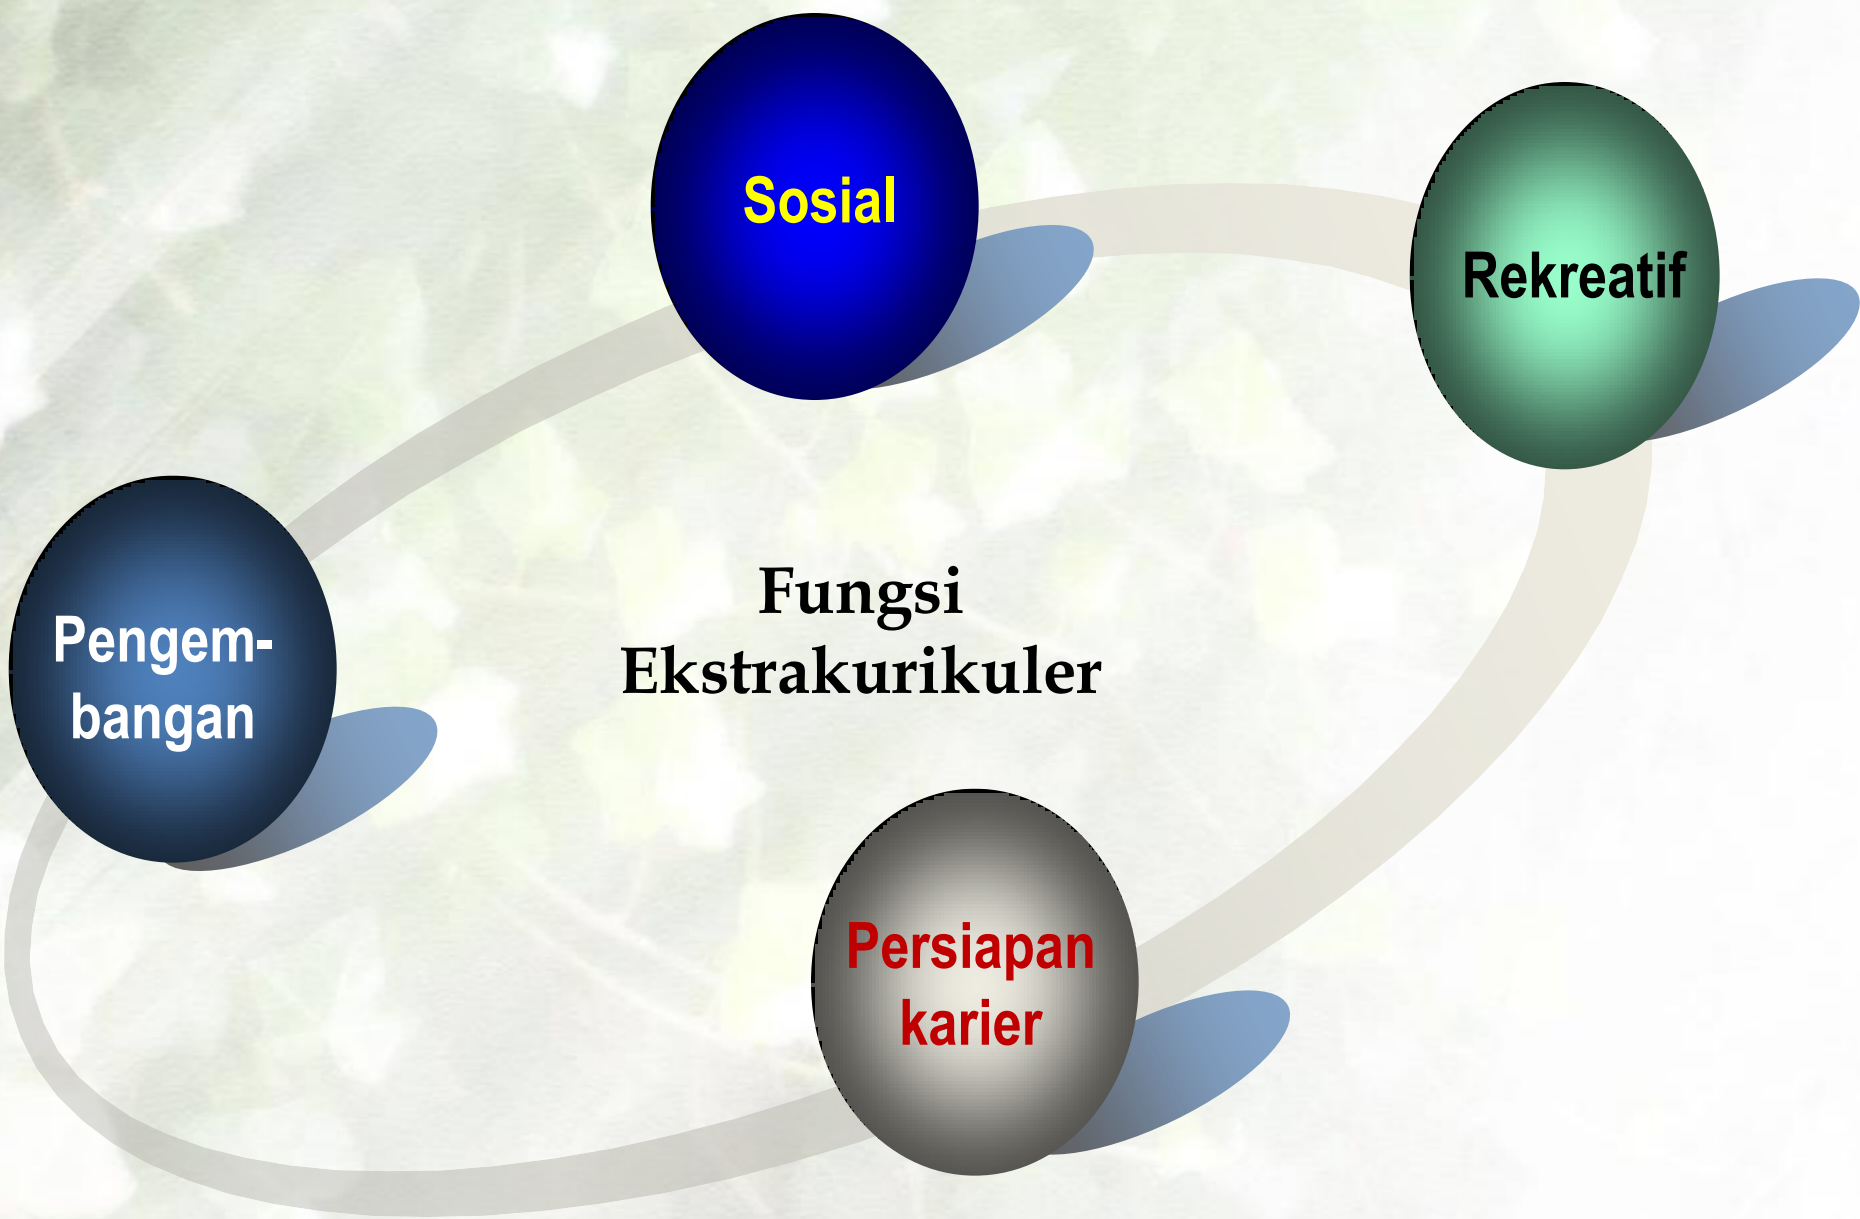 Sosial
Rekreatif
Pengem-
bangan
Fungsi
Ekstrakurikuler
Persiapan
karier